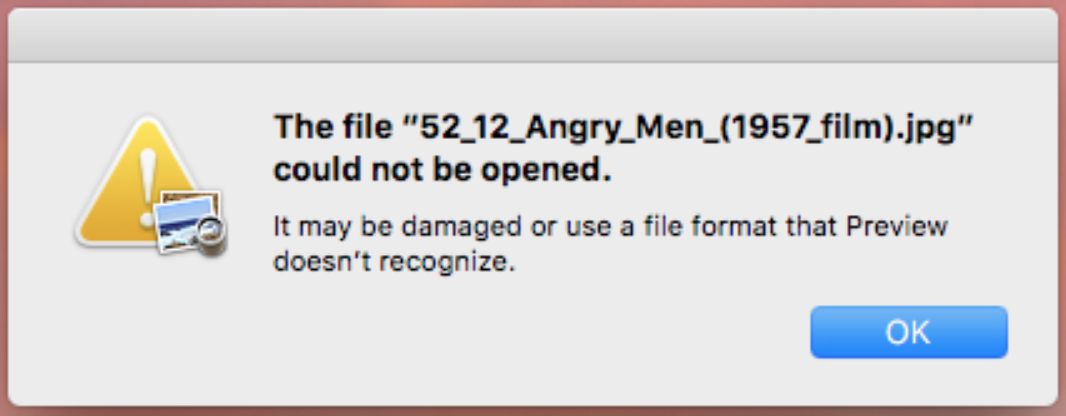 The file “52_12_Angry_Men_(1957_film).jpg”
could not be opened.
It may be damaged or use a file format that Preview
doesn’t recognize.
OK